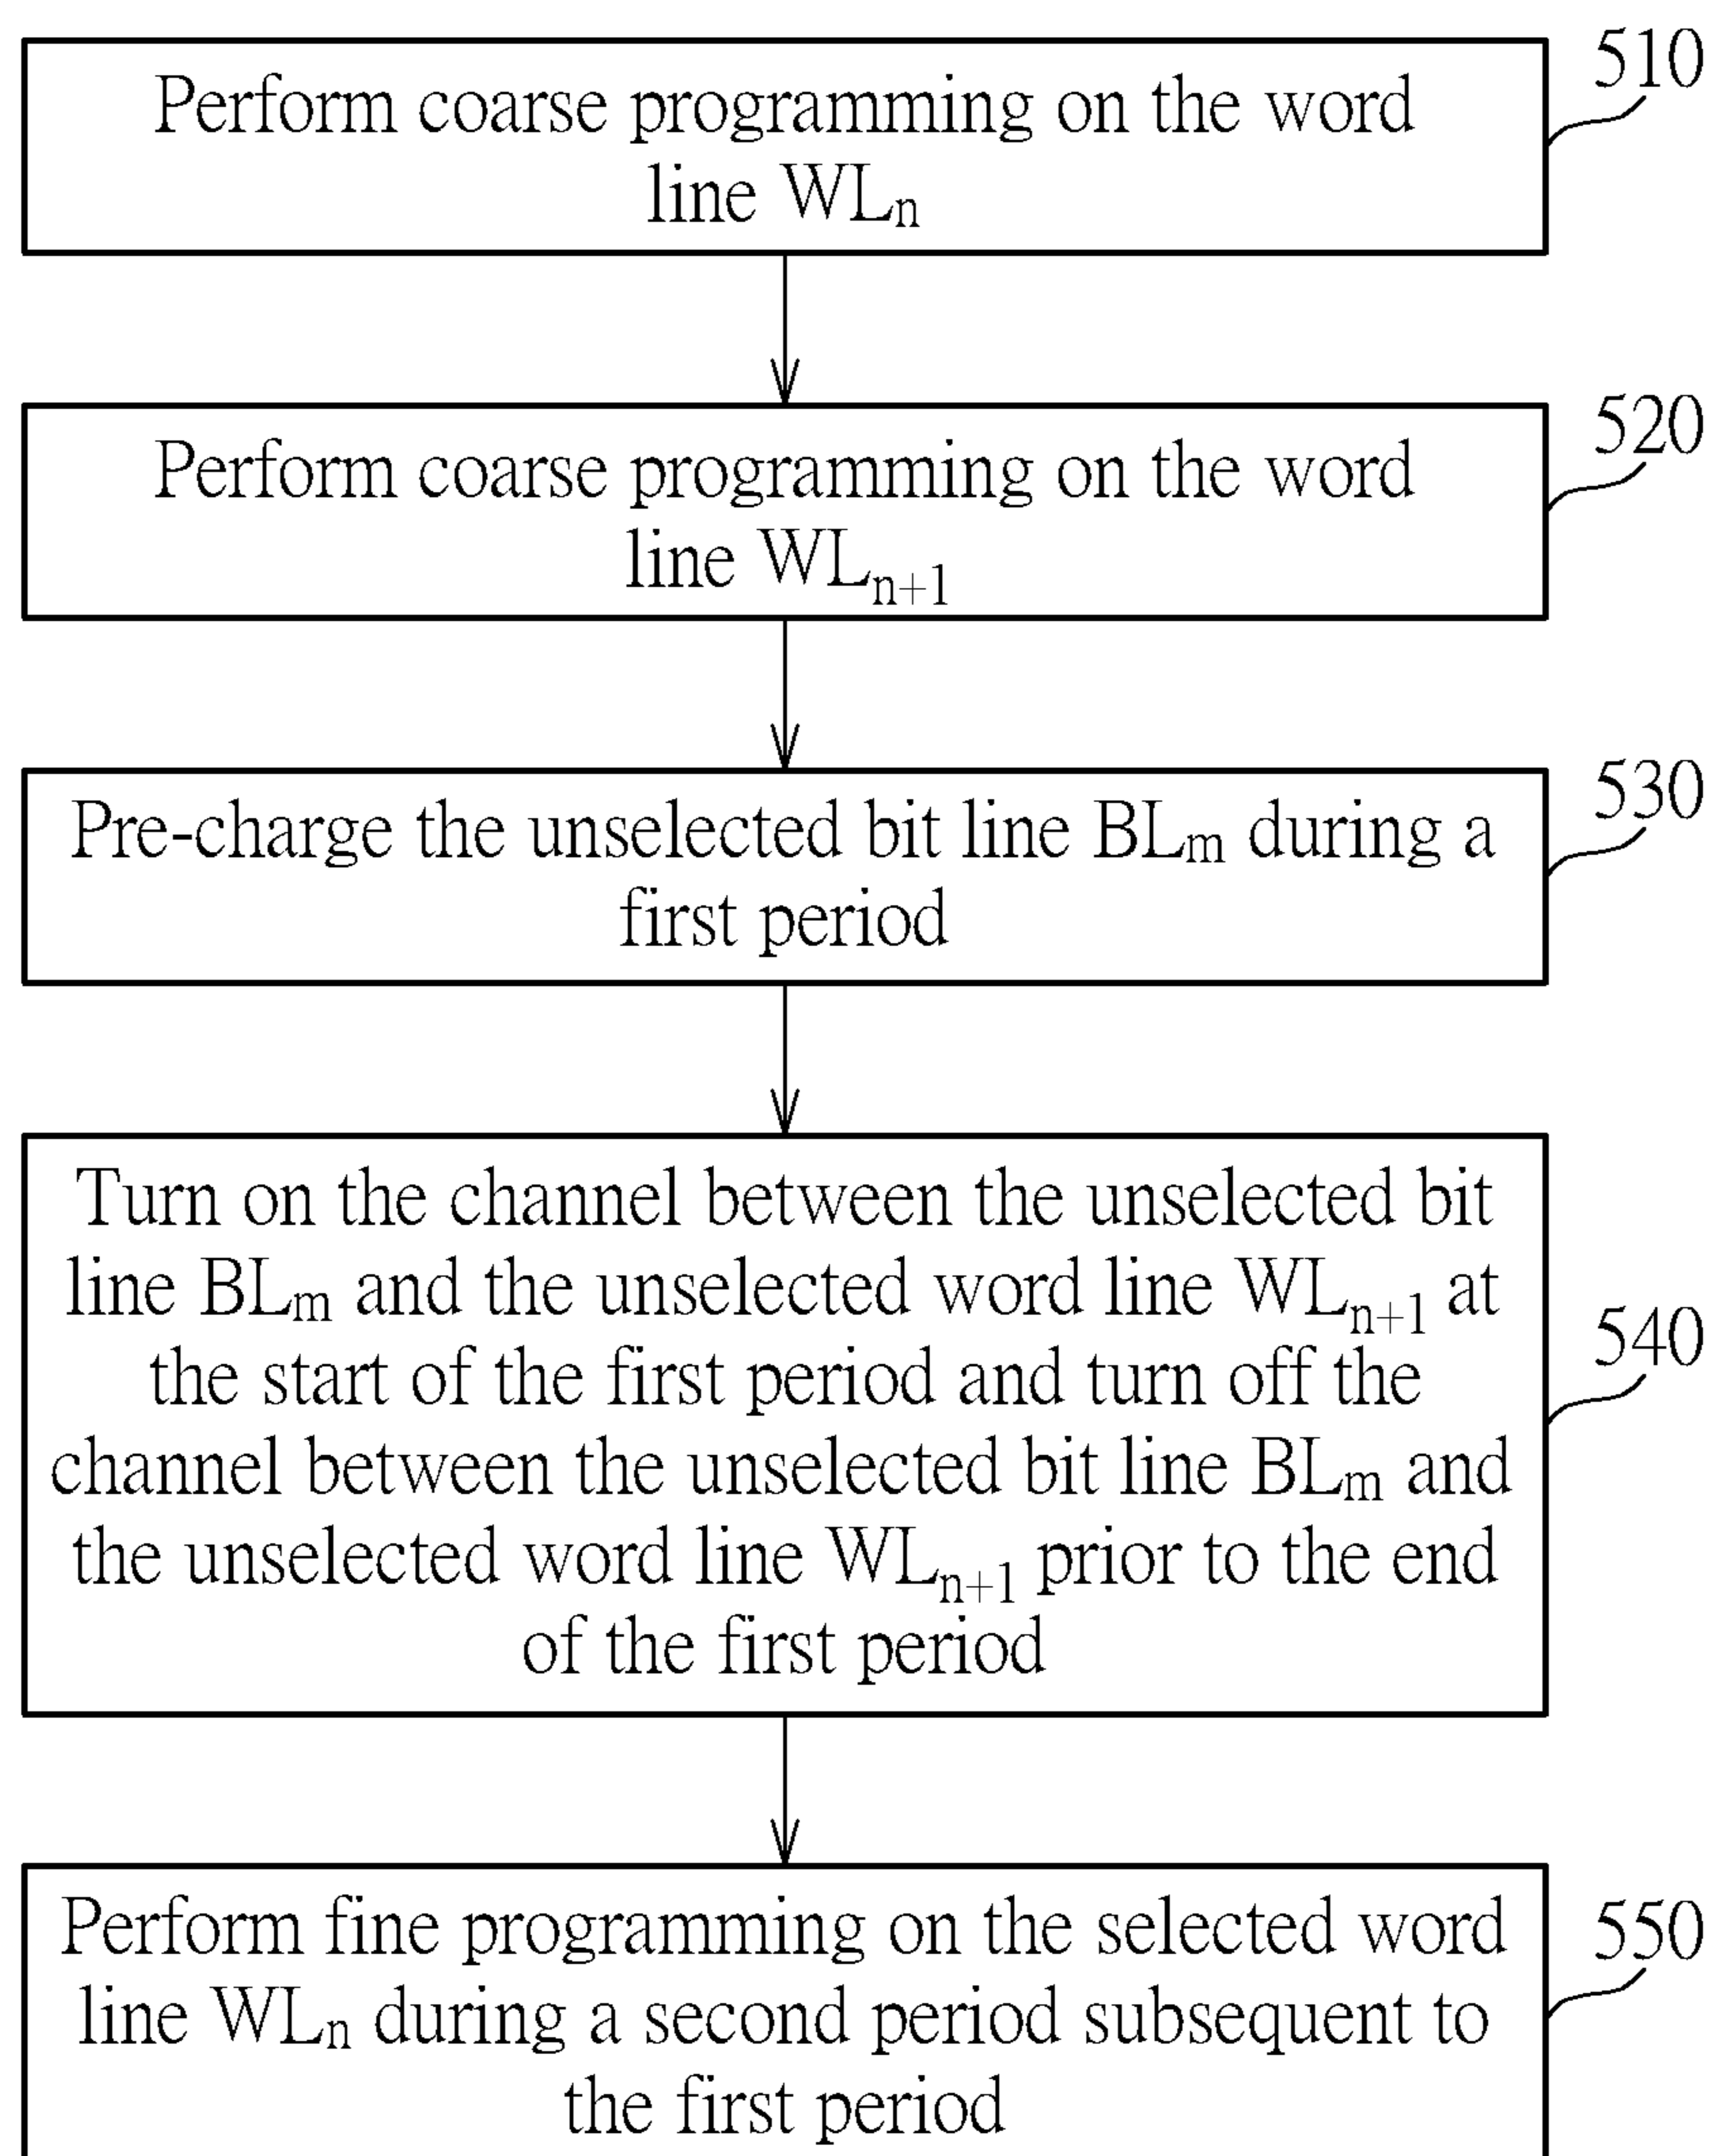 510
Perform coarse programming on the word
line WLₙ
520
Perform coarse programming on the word
line WLₙ₊₁
530
Pre-charge the unselected bit line BLₘ during a
first period
540
Turn on the channel between the unselected bit
line BLₘ and the unselected word line WLₙ₊₁ at
the start of the first period and turn off the
channel between the unselected bit line BLₘ and
the unselected word line WLₙ₊₁ prior to the end
of the first period
550
Perform fine programming on the selected word
line WLₙ during a second period subsequent to
the first period